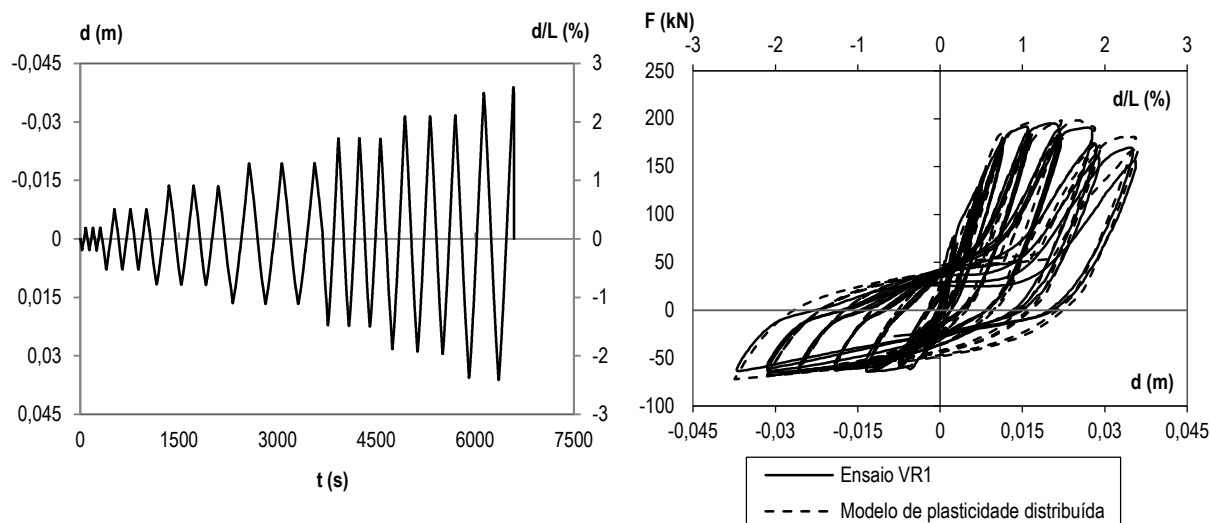 d (m)
d/L (%)
-0,045
-0,03
-0,015
0
0,015
0,03
0,045
3
2
1
0
-1
-2
-3
0 1500 3000 4500 6000 7500
t (s)
F (kN)
-3 -2 -1 0 1 2 3
d/L (%)
250
200
150
100
50
0
-50
-100
d (m)
-0,045 -0,03 -0,015 0 0,015 0,03 0,045
Ensaio VR1
Modelo de plasticidade distribuída